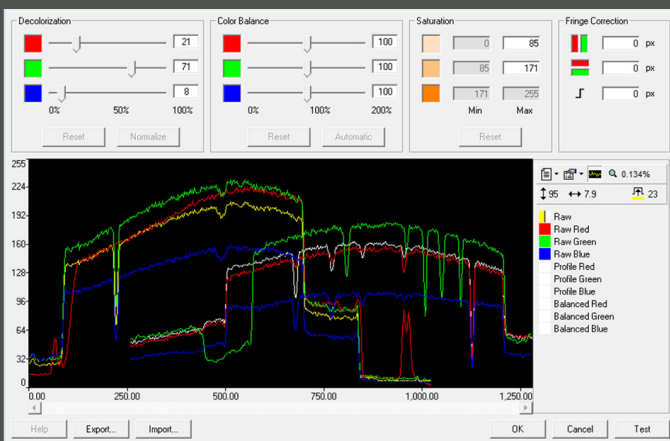 Decolorization
21
71
8
0% 50% 100%
Reset Normalize
Color Balance
100
100
100
0% 100% 200%
Reset Automatic
Saturation
0 85
85 171
171 255
Min Max
Reset
Fringe Correction
0 px
0 px
0 px
255
224
192
160
128
96
64
32
0
0.00 250.00 500.00 750.00 1,000.00 1,250.00
0.134%
95 7.9 23
Raw
Raw Red
Raw Green
Raw Blue
Profile Red
Profile Green
Profile Blue
Balanced Red
Balanced Green
Balanced Blue
Help Export... Import... OK Cancel Test